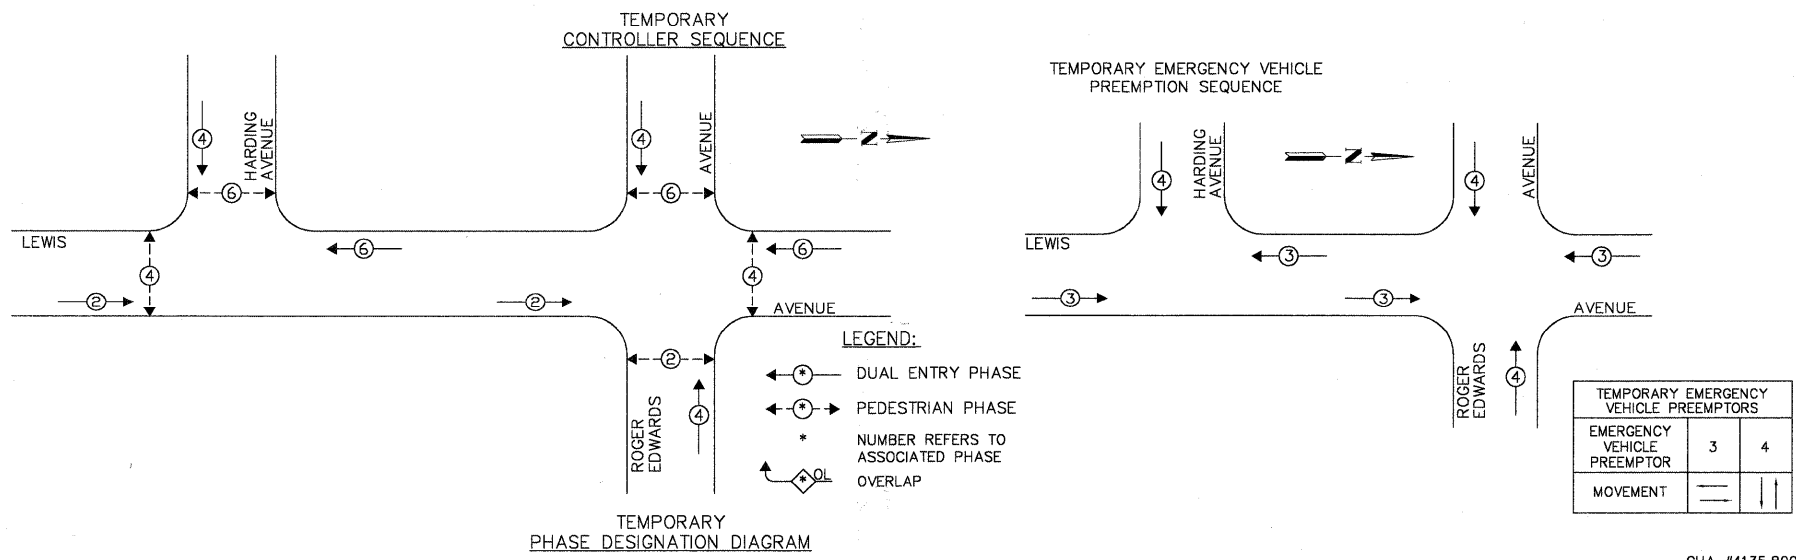 TEMPORARY
CONTROLLER SEQUENCE
4
HARDING
AVENUE
6
4
AVENUE
6
N
LEWIS
6
6
4
4
2
2
AVENUE
2
ROGER
EDWARDS
4
LEGEND:
* DUAL ENTRY PHASE
* PEDESTRIAN PHASE
* NUMBER REFERS TO
ASSOCIATED PHASE
* OL OVERLAP
TEMPORARY
PHASE DESIGNATION DIAGRAM
TEMPORARY EMERGENCY VEHICLE
PREEMPTION SEQUENCE
4
HARDING
AVENUE
N
4
AVENUE
LEWIS
3
3
3
3
AVENUE
ROGER
EDWARDS
4
TEMPORARY EMERGENCY
VEHICLE PREEMPTORS
EMERGENCY
VEHICLE
PREEMPTOR
3
4
MOVEMENT